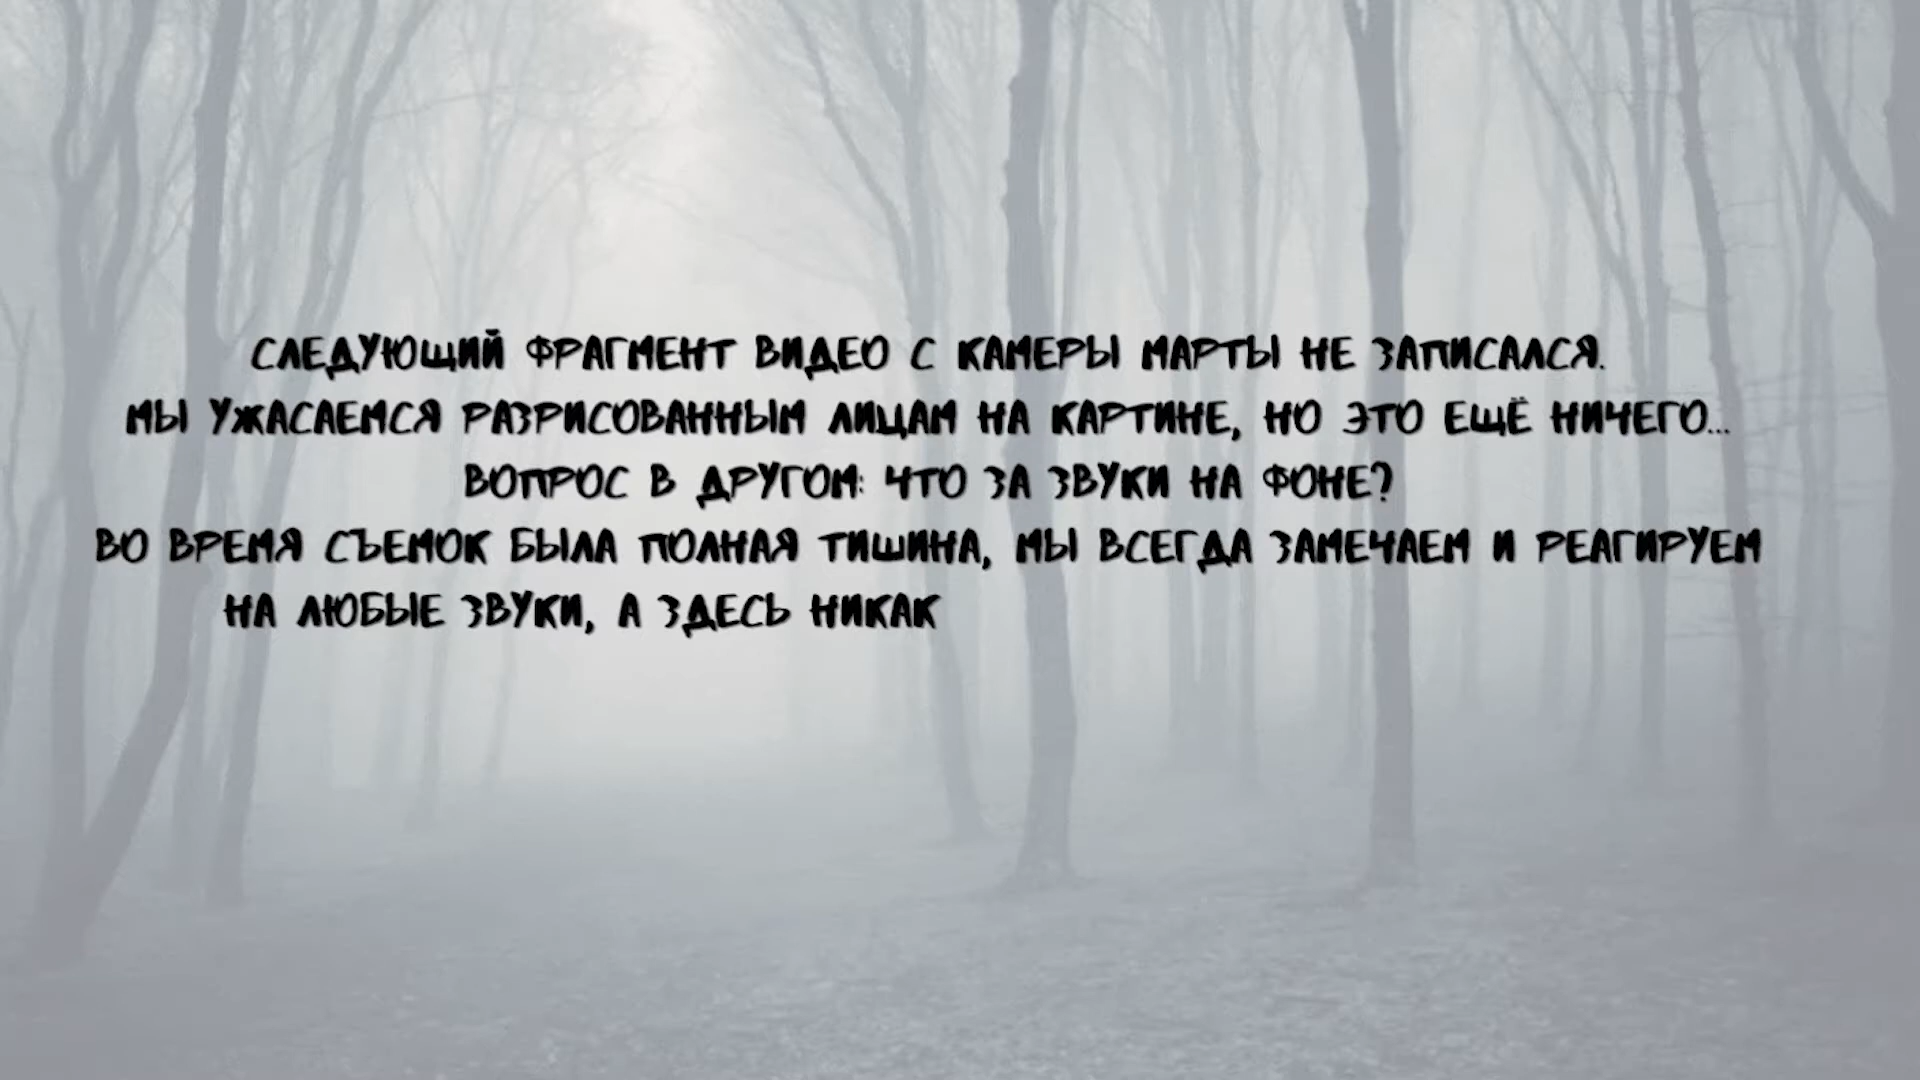 СЛЕДУЮЩИЙ ФРАГМЕНТ ВИДЕО С КАМЕРЫ МАРТЫ НЕ ЗАПИСАЛСЯ.
МЫ УЖАСАЕМСЯ РАЗРИСОВАННЫМ ЛИЦАМ НА КАРТИНЕ, НО ЭТО ЕЩЁ НИЧЕГО...
ВОПРОС В ДРУГОМ: ЧТО ЗА ЗВУКИ НА ФОНЕ?
ВО ВРЕМЯ СЪЕМОК БЫЛА ПОЛНАЯ ТИШИНА, МЫ ВСЕГДА ЗАМЕЧАЕМ И РЕАГИРУЕМ
НА ЛЮБЫЕ ЗВУКИ, А ЗДЕСЬ НИКАК